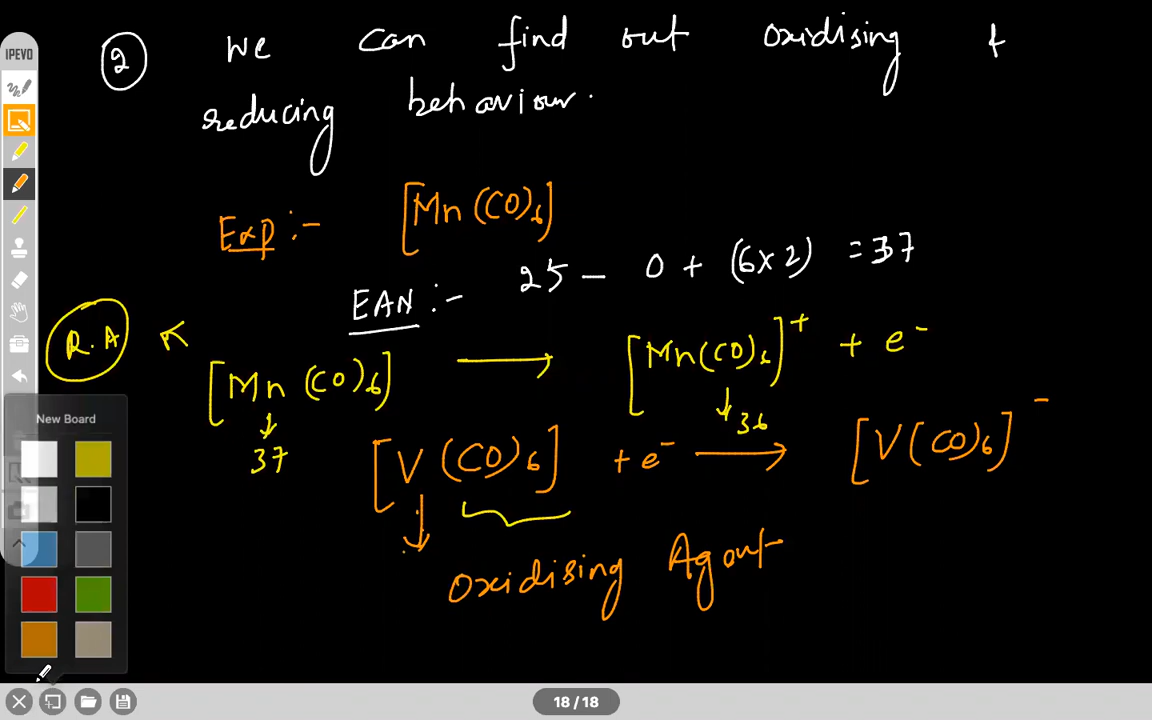 IPEVO
② We can find out oxidising &
reducing behaviour.
Exp :- [Mn(CO)6]
EAN :- 25 - 0 + (6×2) = 37
R.A ↸ [Mn(CO)6] → [Mn(CO)6]+ + e-
37
36
[V(CO)6] + e- → [V(CO)6]-
Oxidising Agent
New Board
18 / 18